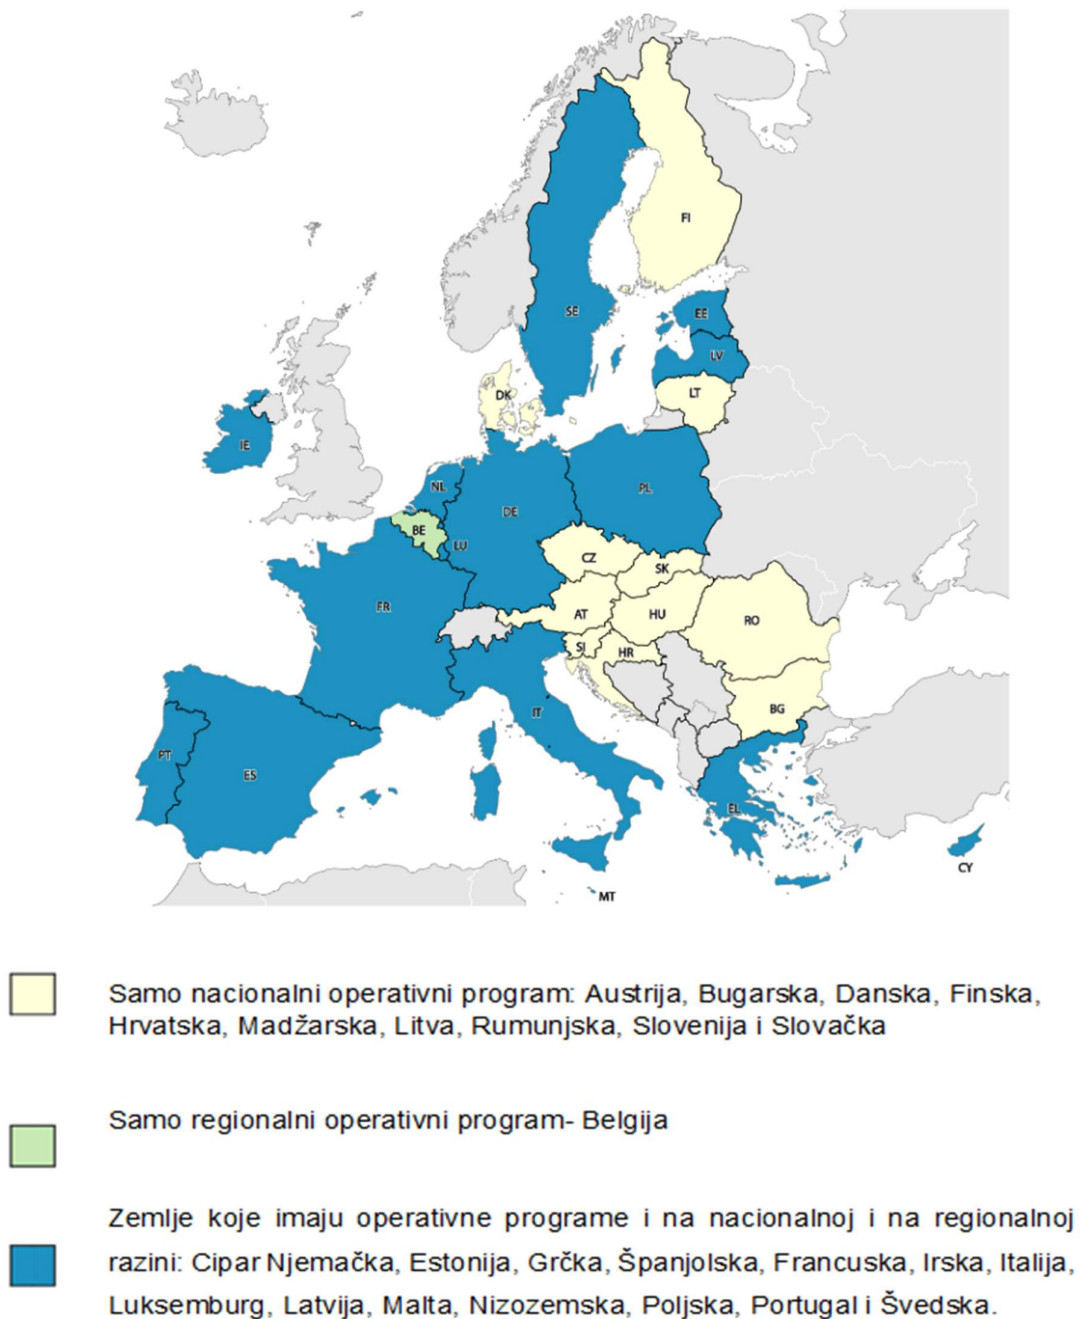 FI
SE
EE
LV
LT
DK
IE
NL
PL
DE
BE
LU
CZ
SK
FR
AT
HU
RO
SI
HR
BG
IT
PT
ES
EL
CY
MT
Samo nacionalni operativni program: Austrija, Bugarska, Danska, Finska,
Hrvatska, Madžarska, Litva, Rumunjska, Slovenija i Slovačka
Samo regionalni operativni program- Belgija
Zemlje koje imaju operativne programe i na nacionalnoj i na regionalnoj
razini: Cipar Njemačka, Estonija, Grčka, Španjolska, Francuska, Irska, Italija,
Luksemburg, Latvija, Malta, Nizozemska, Poljska, Portugal i Švedska.